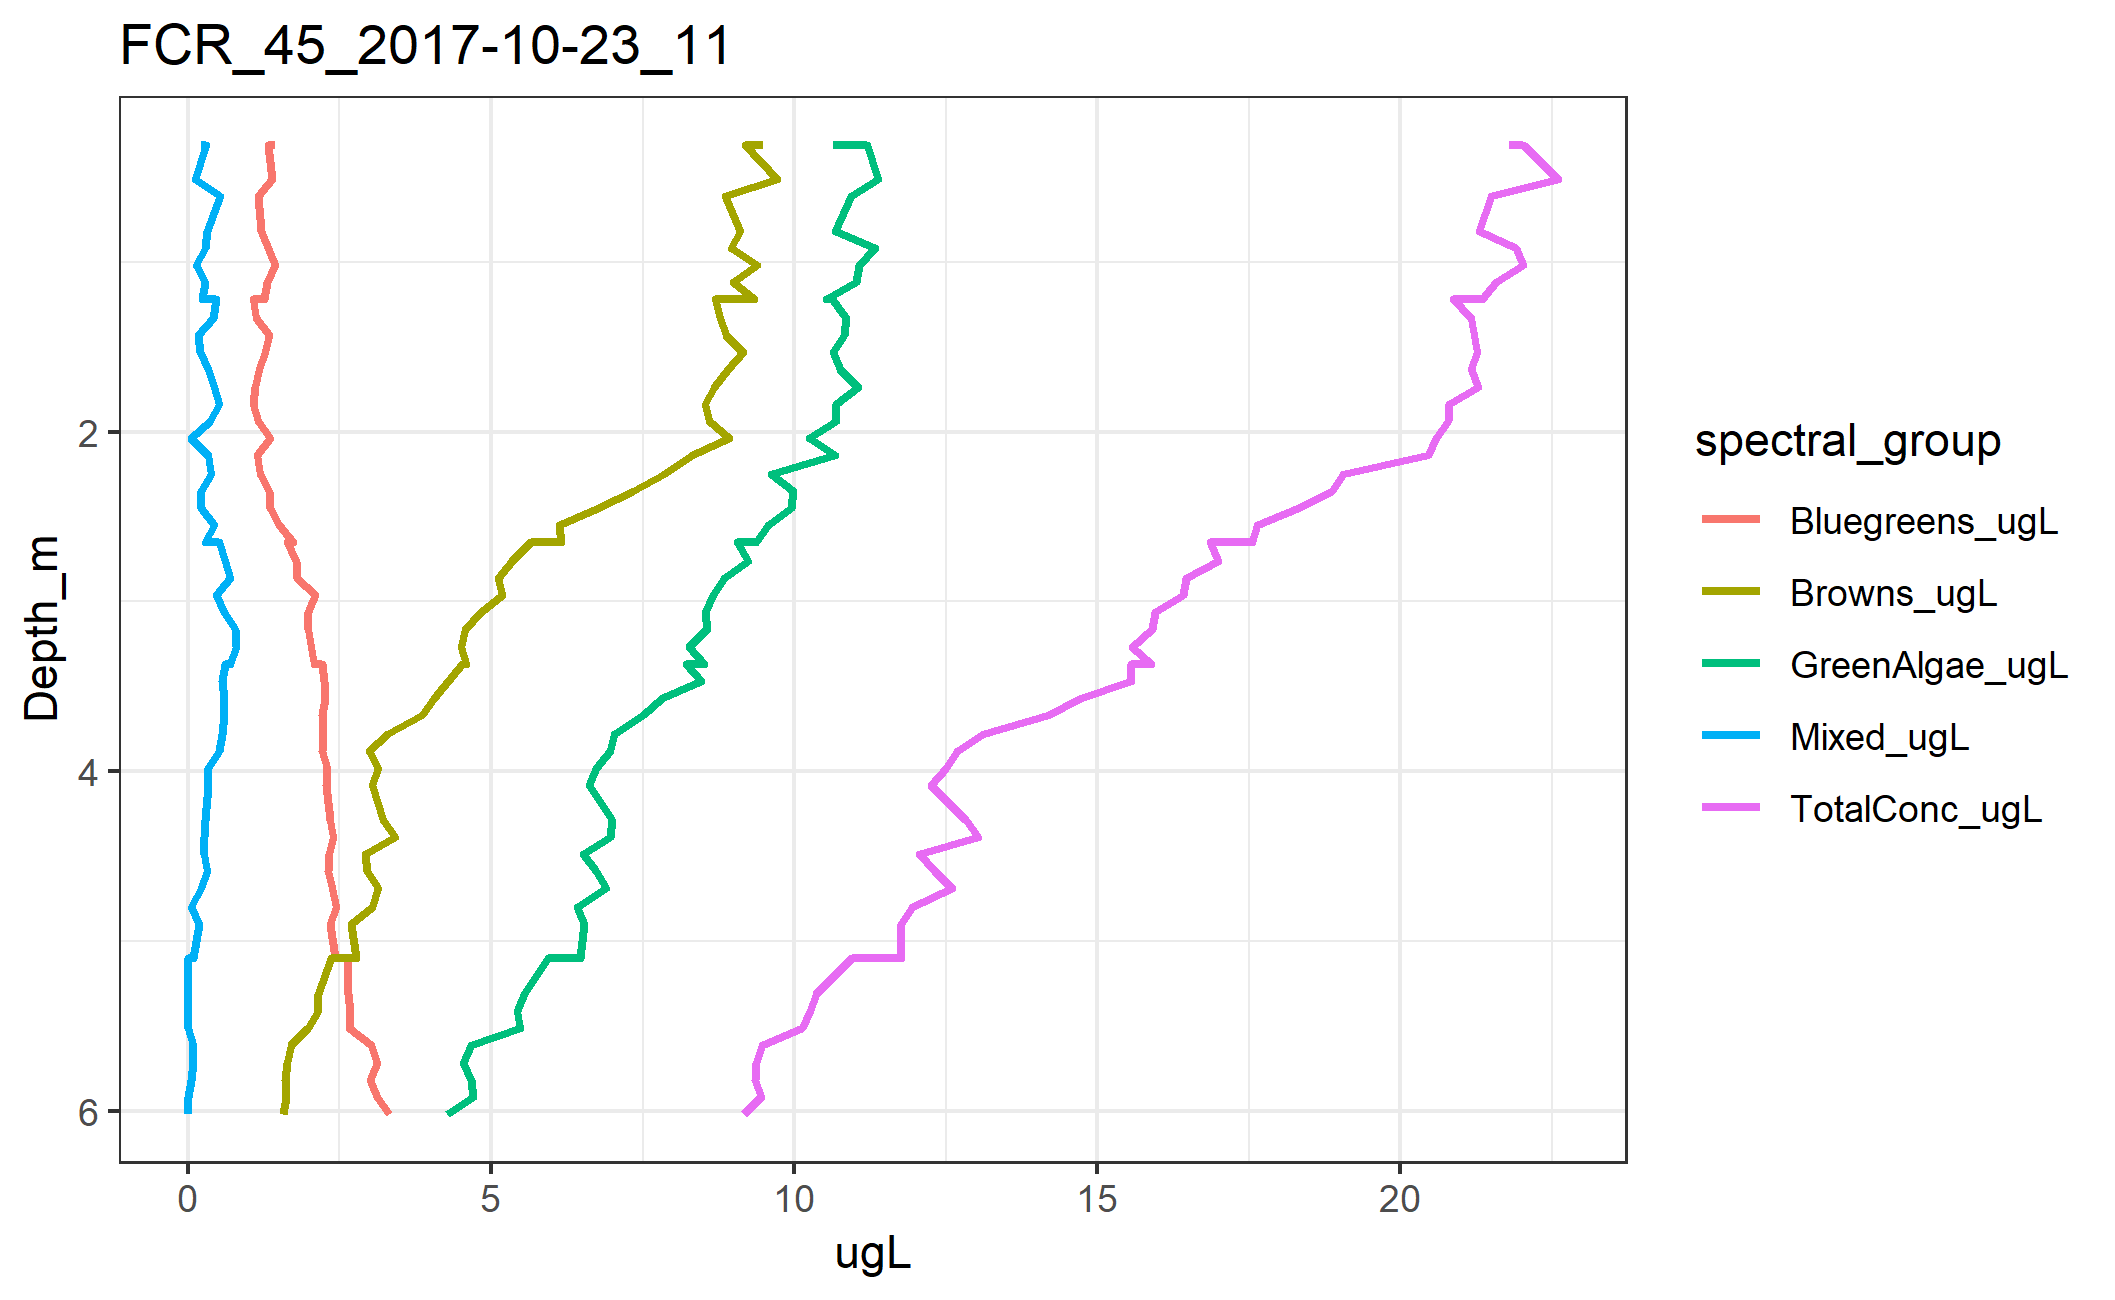 FCR_45_2017-10-23_11
2
4
6
Depth_m
0 5 10 15 20
ugL
spectral_group
Bluegreens_ugL
Browns_ugL
GreenAlgae_ugL
Mixed_ugL
TotalConc_ugL